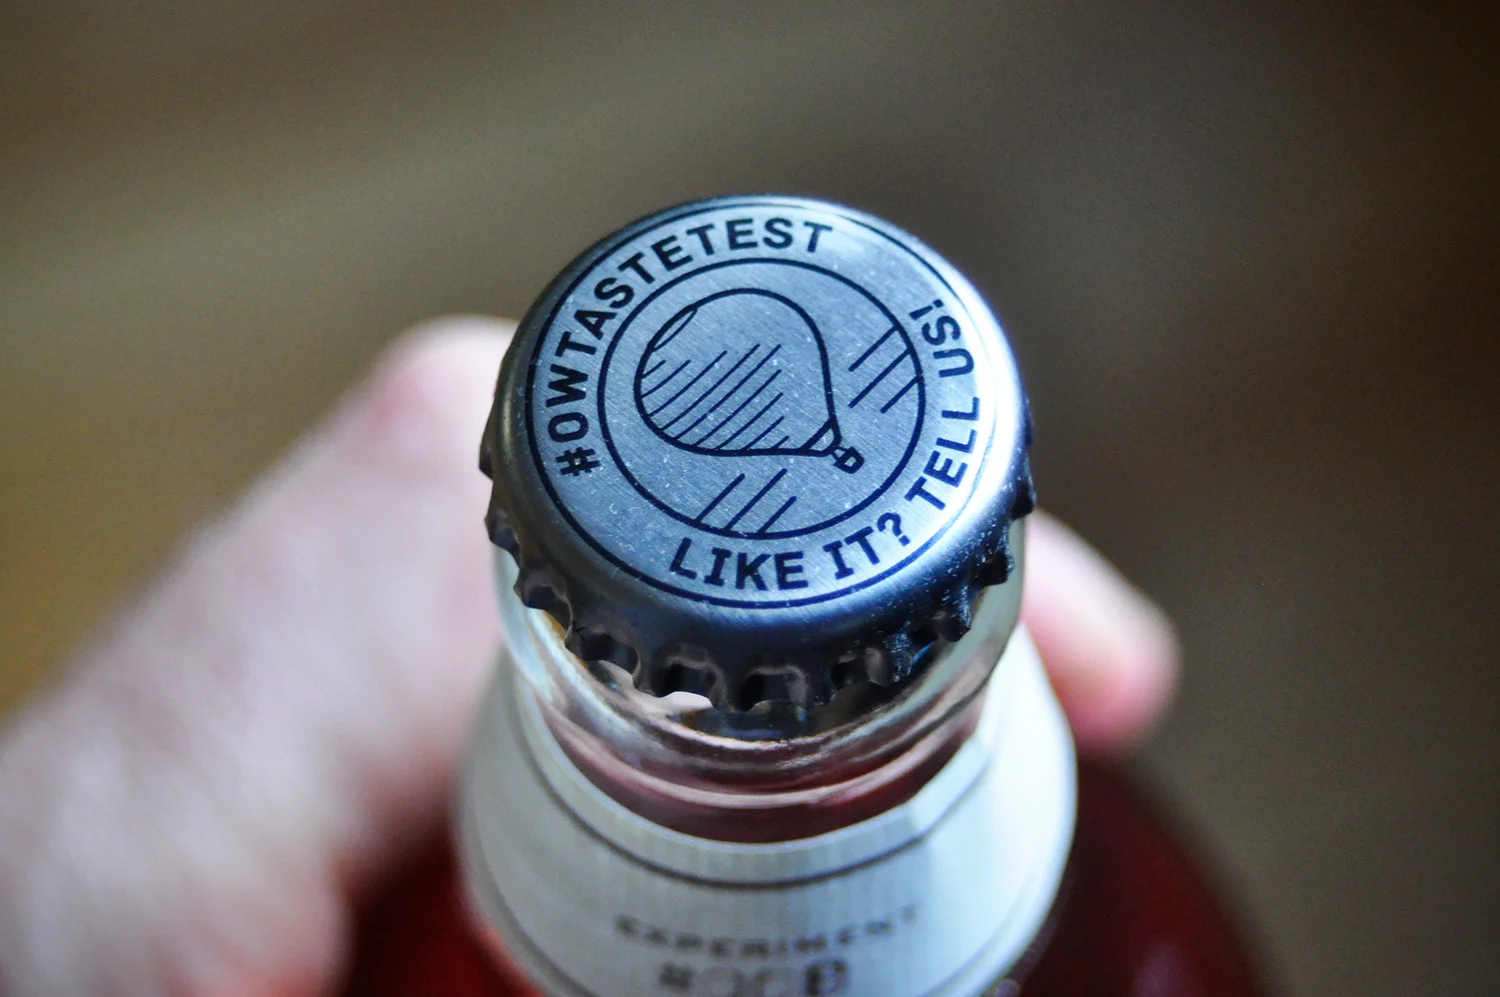 #OWTASTETEST
LIKE IT? TELL US!
EXPERIMENT